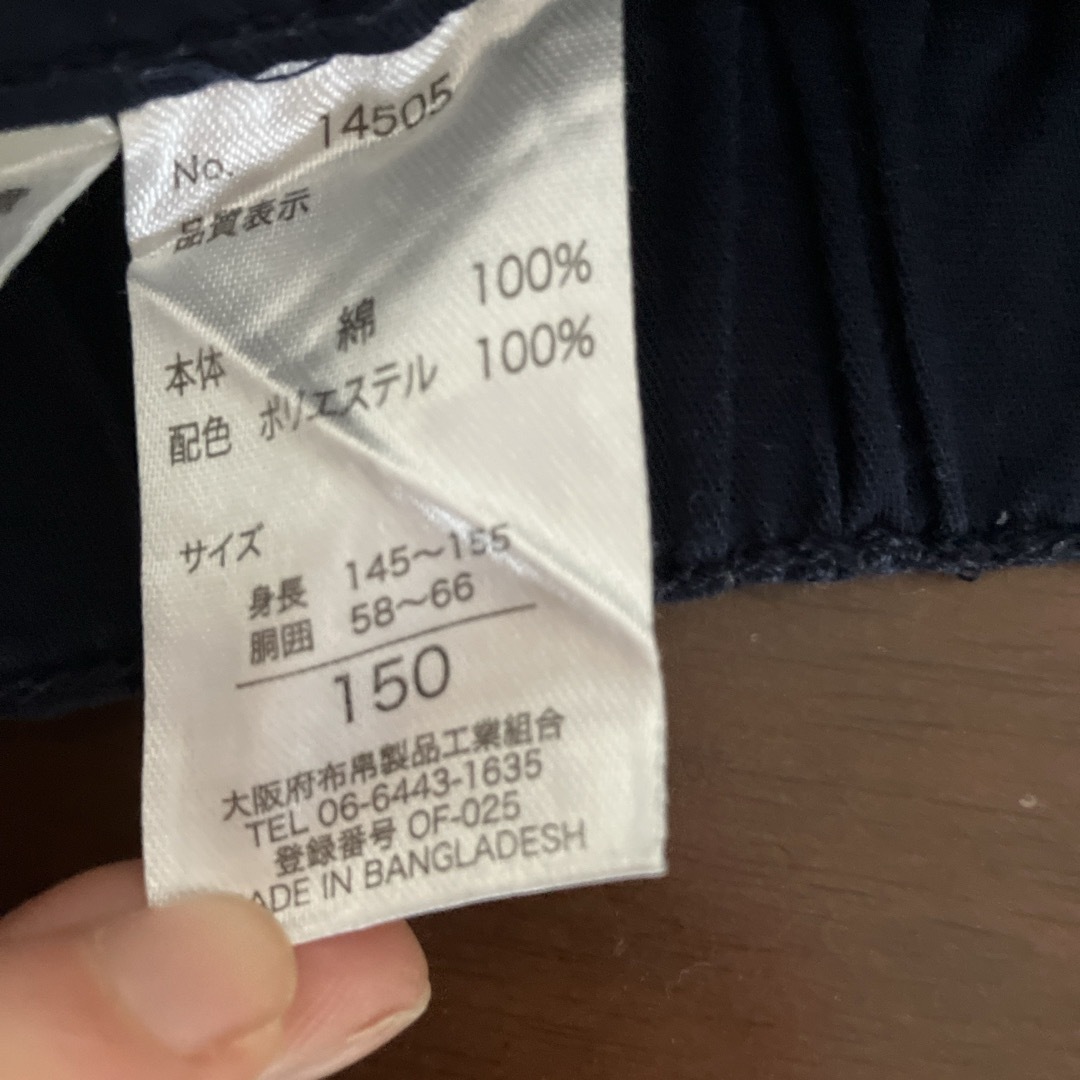 No. 14505
品質表示
本体 綿 100%
配色 ポリエステル 100%
サイズ
身長 145～155
胴囲 58～66
150
大阪府布帛製品工業組合
TEL 06-6443-1635
登録番号 OF-025
ADE IN BANGLADESH